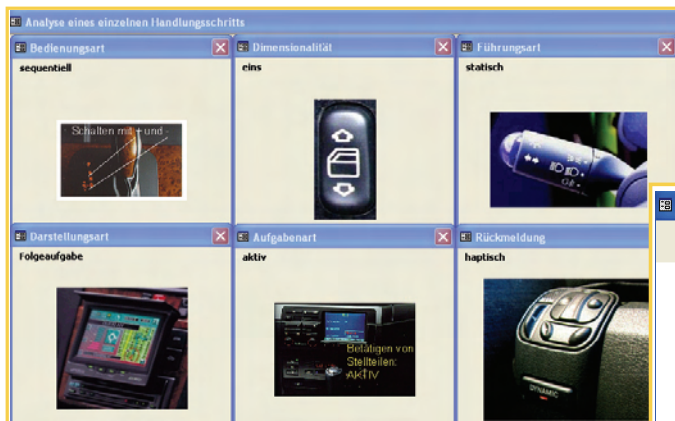 Analyse eines einzelnen Handlungsschritts
Bedienungsart
Dimensionalität
Führungsart
sequentiell
eins
statisch
Schalten mit + und -
Darstellungsart
Aufgabenart
Rückmeldung
Folgeaufgabe
aktiv
haptisch
Betätigen von
Stellteilen:
AKTIV
DYNAMIC